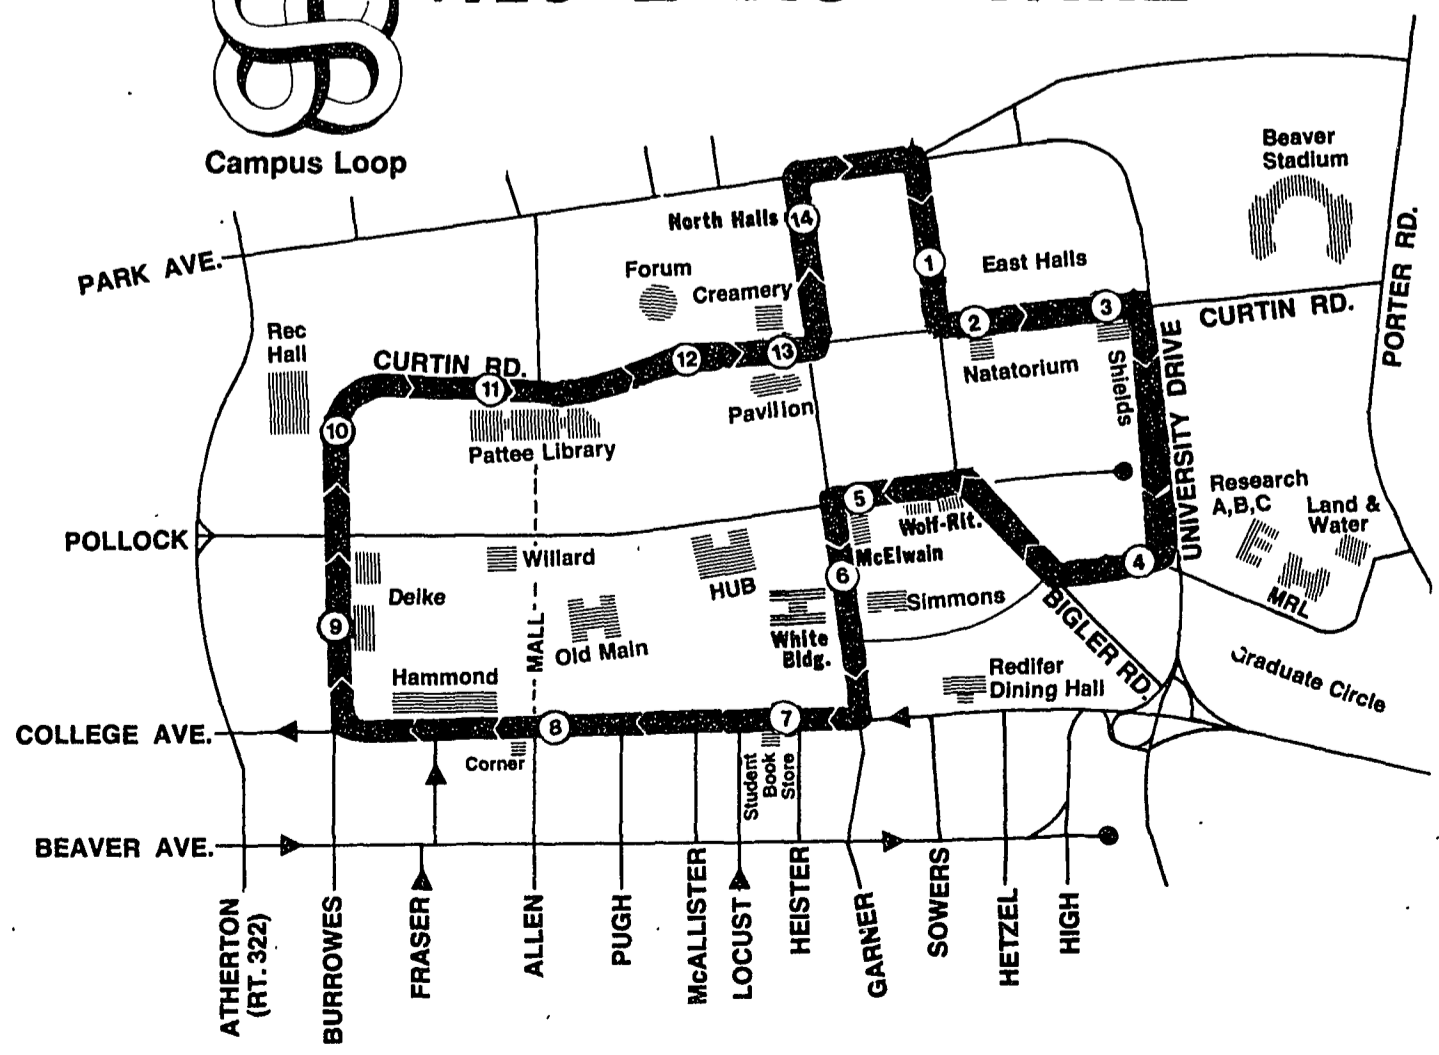 Campus Loop
Beaver
Stadium
North Halls
14
PARK AVE.
Forum
Creamery
1
East Halls
PORTER RD.
Rec
Hall
CURTIN RD.
12
13
2
3
CURTIN RD.
11
Natatorium
Shields
UNIVERSITY DRIVE
Pavilion
10
Pattee Library
Research
A,B,C
Land &
Water
5
Wolf-Rit.
POLLOCK
Willard
HUB
McElwain
6
4
MRL
Deike
Simmons
BIGLER RD.
9
MALL
Old Main
White
Bldg.
Graduate Circle
Hammond
Redifer
Dining Hall
COLLEGE AVE.
8
7
Corner
Student
Book
Store
BEAVER AVE.
ATHERTON
(RT. 322)
BURROWES
FRASER
ALLEN
PUGH
McALLISTER
LOCUST
HEISTER
GARNER
SOWERS
HETZEL
HIGH